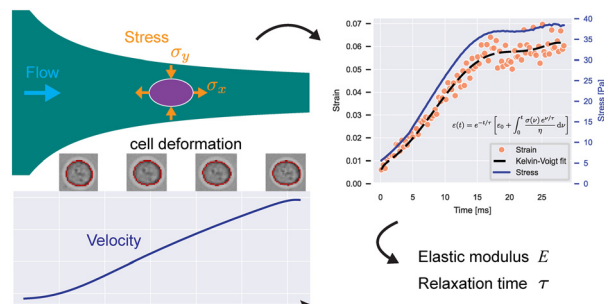 Stress
σy
σx
Flow
cell deformation
Velocity
0.07
0.06
0.05
0.04
0.03
0.02
0.01
0.00
Strain
40
35
30
25
20
15
10
5
0
Stress [Pa]
ε(t) = e^{-t/τ} [ε₀ + ∫₀ᵗ σ(ν) e^{ν/τ} / η dν]
Strain
Kelvin-Voigt fit
Stress
0 5 10 15 20 25
Time [ms]
Elastic modulus E
Relaxation time τ